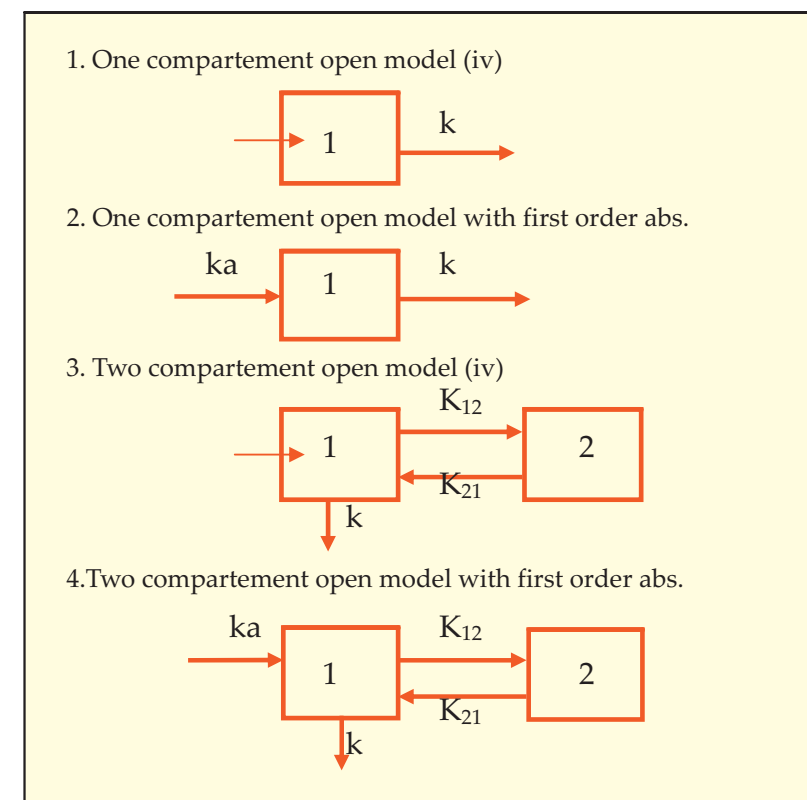 1. One compartement open model (iv)
k
1
2. One compartement open model with first order abs.
ka
k
1
3. Two compartement open model (iv)
K12
1
2
K21
k
4.Two compartement open model with first order abs.
ka
K12
1
2
K21
k